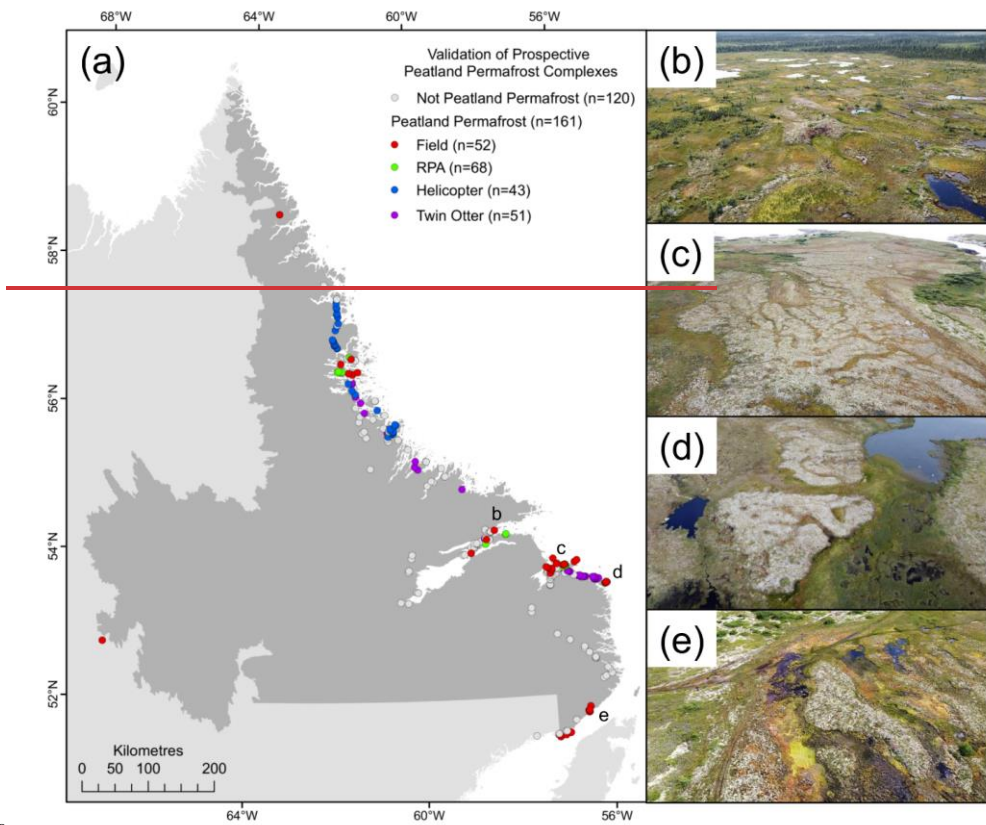 68°W 64°W 60°W 56°W
(a)
Validation of Prospective
Peatland Permafrost Complexes
Not Peatland Permafrost (n=120)
Peatland Permafrost (n=161)
Field (n=52)
RPA (n=68)
Helicopter (n=43)
Twin Otter (n=51)
60°N
58°N
56°N
54°N
52°N
b
c
d
e
Kilometres
0 50 100 200
64°W 60°W 56°W
(b)
(c)
(d)
(e)